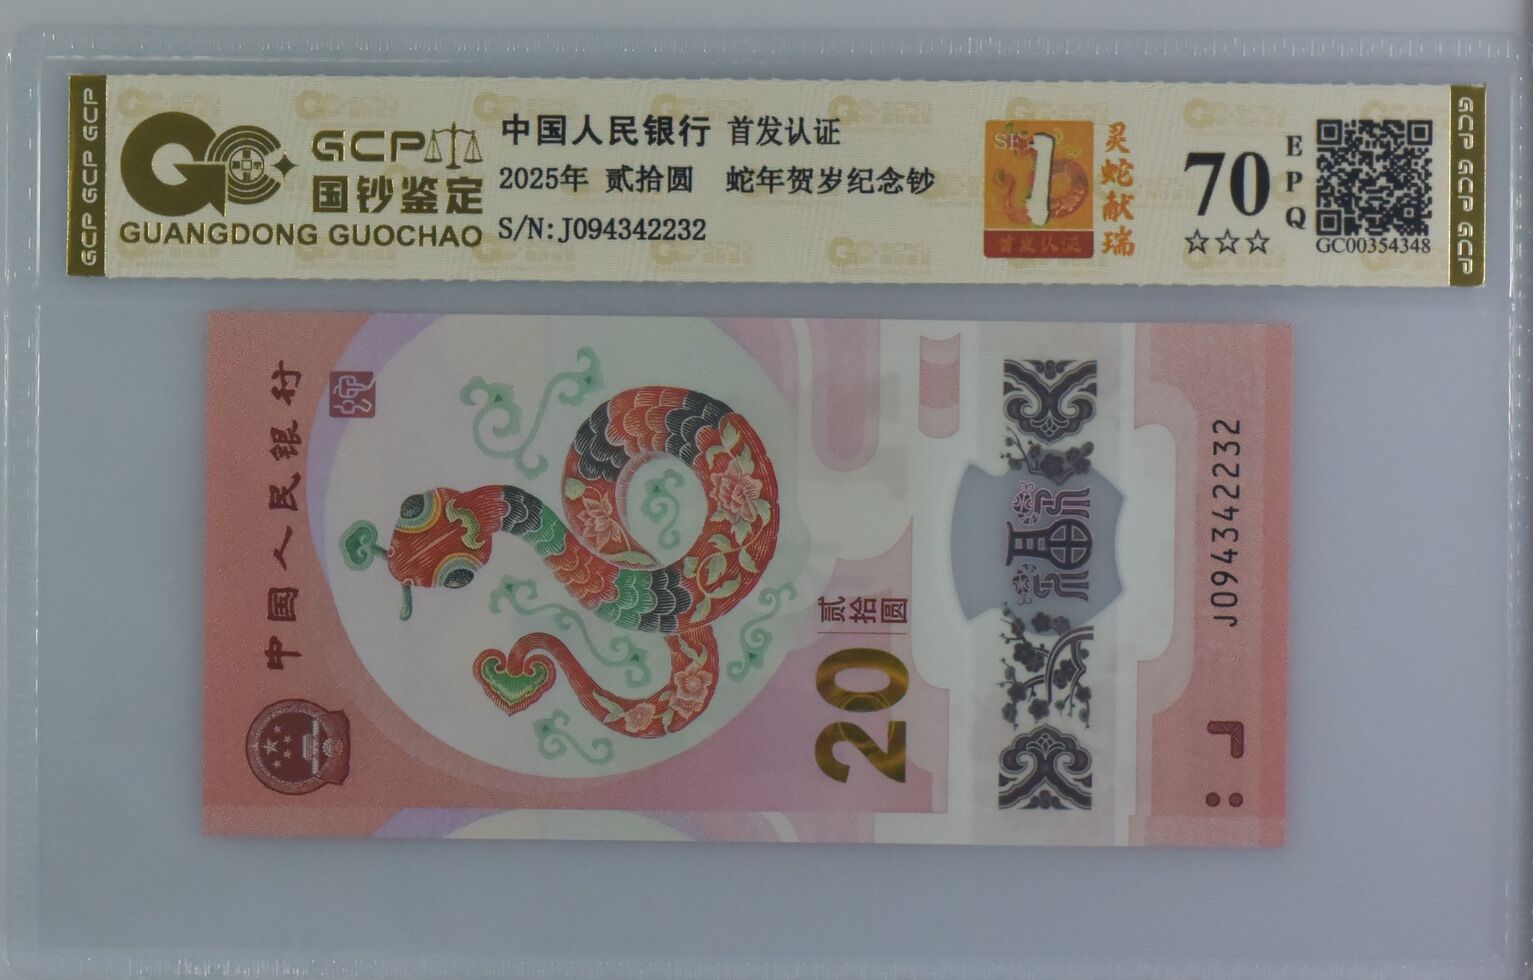 GCP GCP GCP
GCP
国钞鉴定
GUANGDONG GUOCHAO
中国人民银行 首发认证
2025年 贰拾圆 蛇年贺岁纪念钞
S/N:J094342232
1
首发认证
灵蛇献瑞
70
EPQ
☆☆☆
GC00354348
GCP GCP GCP
中国人民银行
贰拾圆
20
J094342232